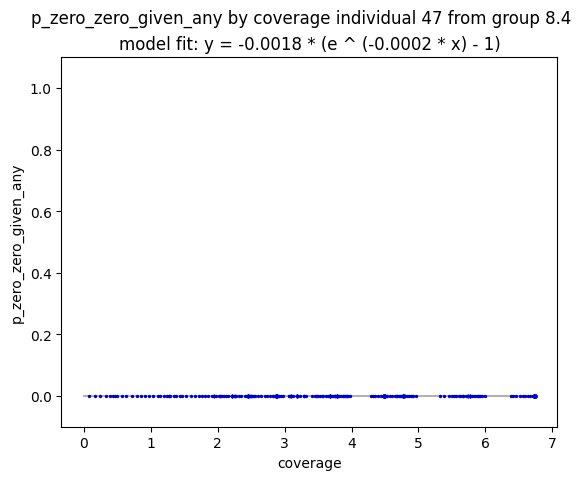 p_zero_zero_given_any by coverage individual 47 from group 8.4
model fit: y = -0.0018 * (e ^ (-0.0002 * x) - 1)
1.0
0.8
0.6
0.4
0.2
0.0
p_zero_zero_given_any
0 1 2 3 4 5 6 7
coverage